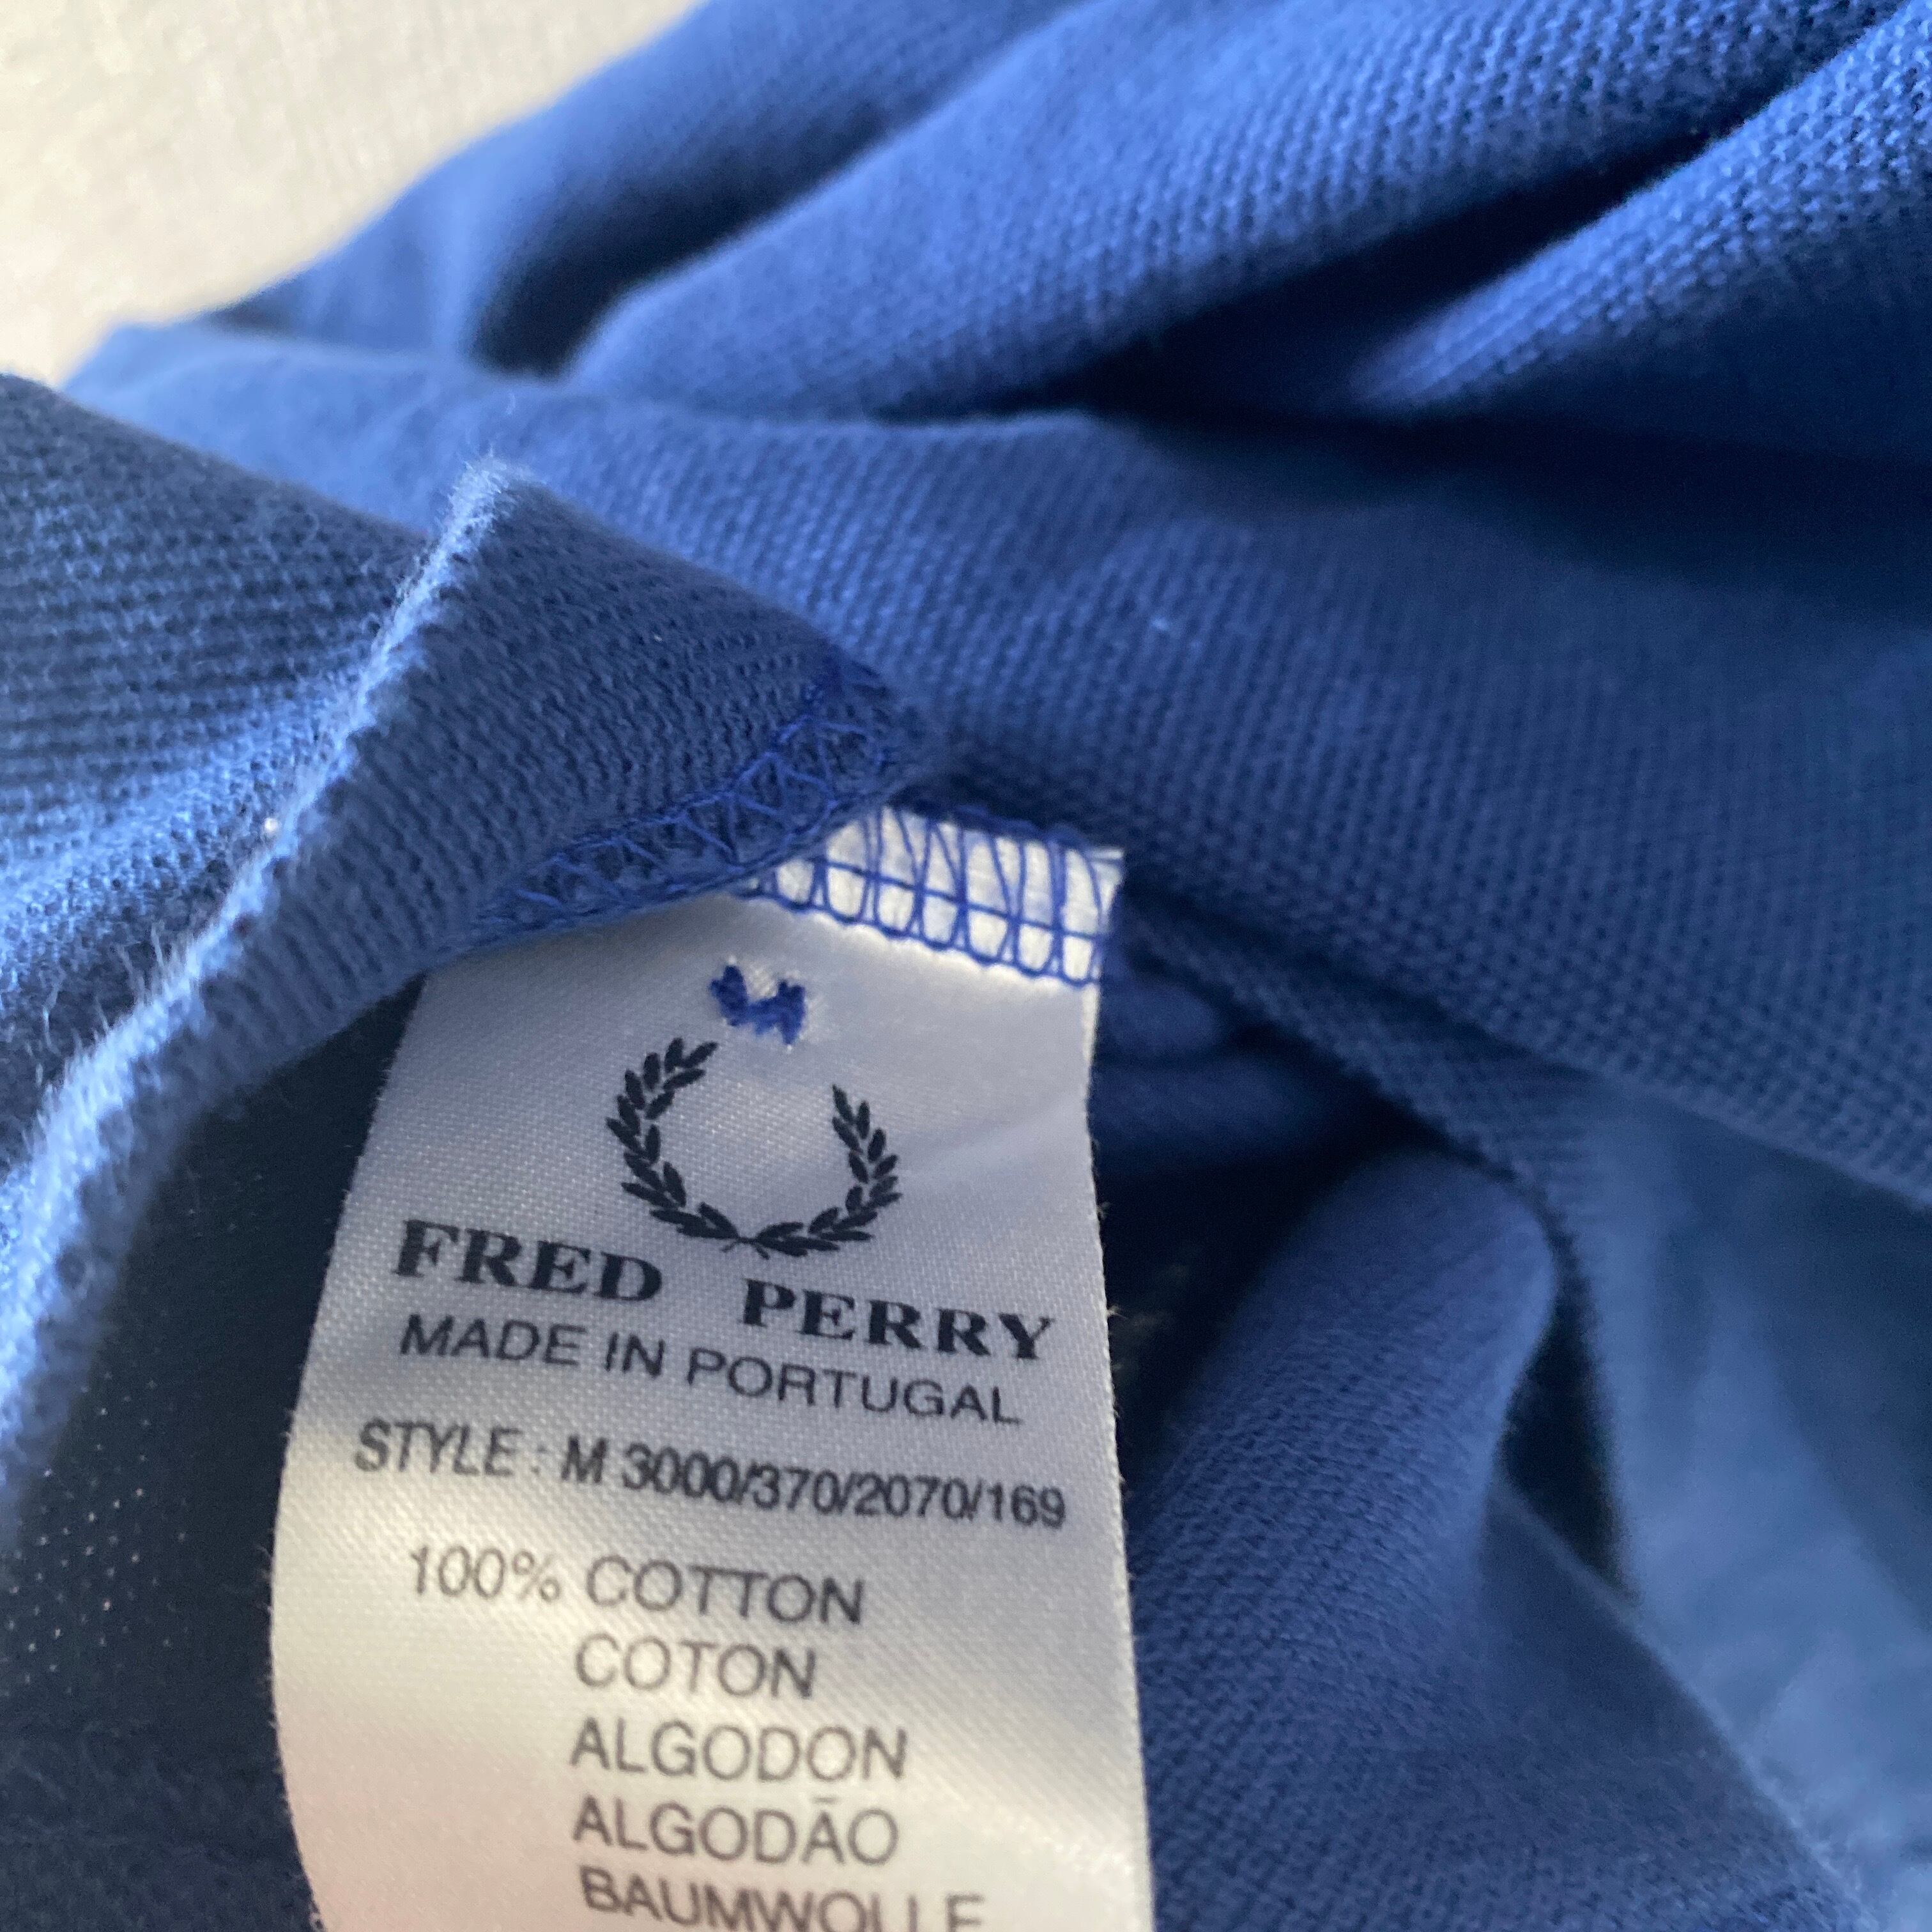 FRED PERRY
MADE IN PORTUGAL
STYLE : M 3000/370/2070/169
100% COTTON
COTON
ALGODON
ALGODÃO
BAUMWOLLE